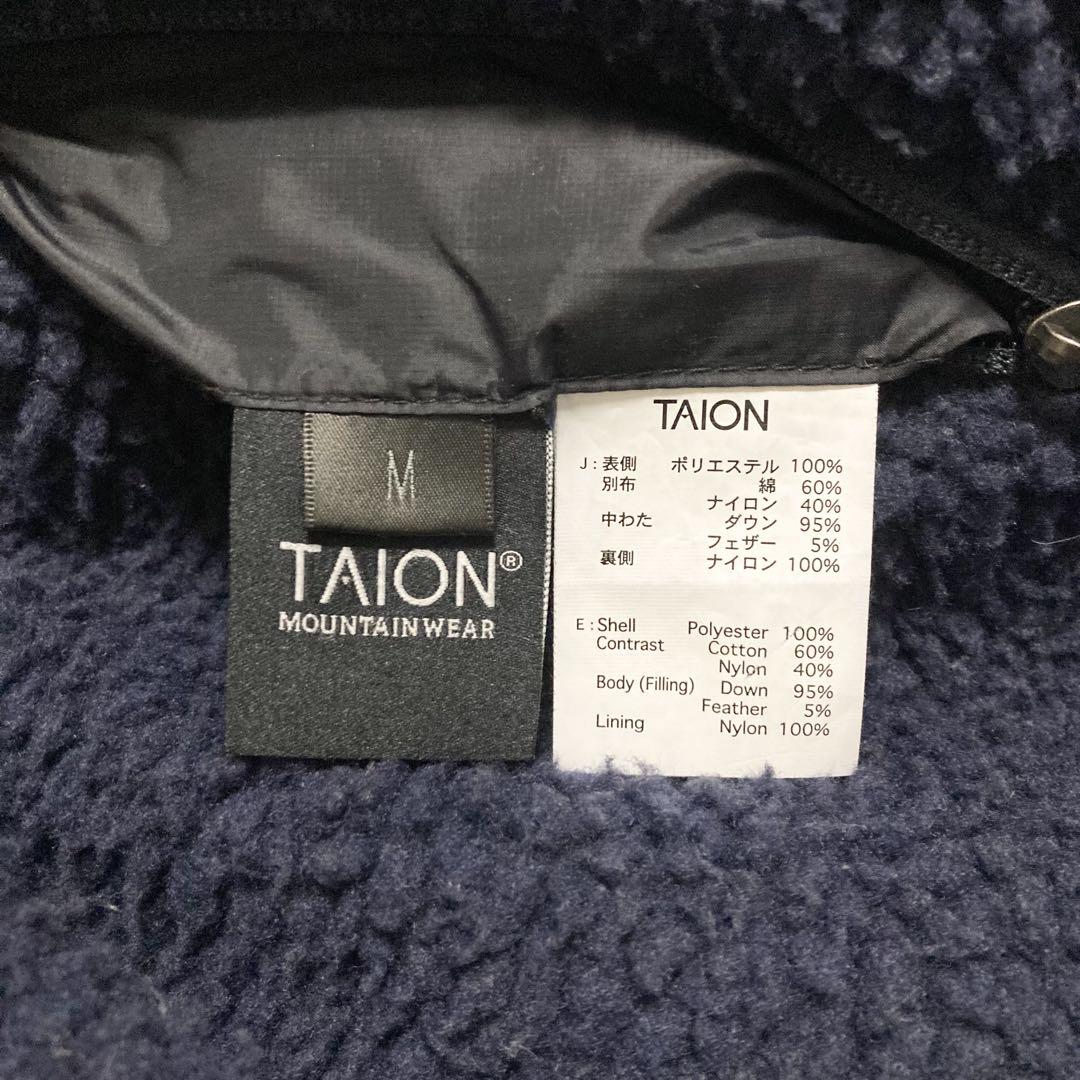 M
TAION®
MOUNTAINWEAR
TAION
J : 表側 ポリエステル 100%
別布 綿 60%
ナイロン 40%
中わた ダウン 95%
フェザー 5%
裏側 ナイロン 100%
E : Shell Polyester 100%
Contrast Cotton 60%
Nylon 40%
Body (Filling) Down 95%
Feather 5%
Lining Nylon 100%